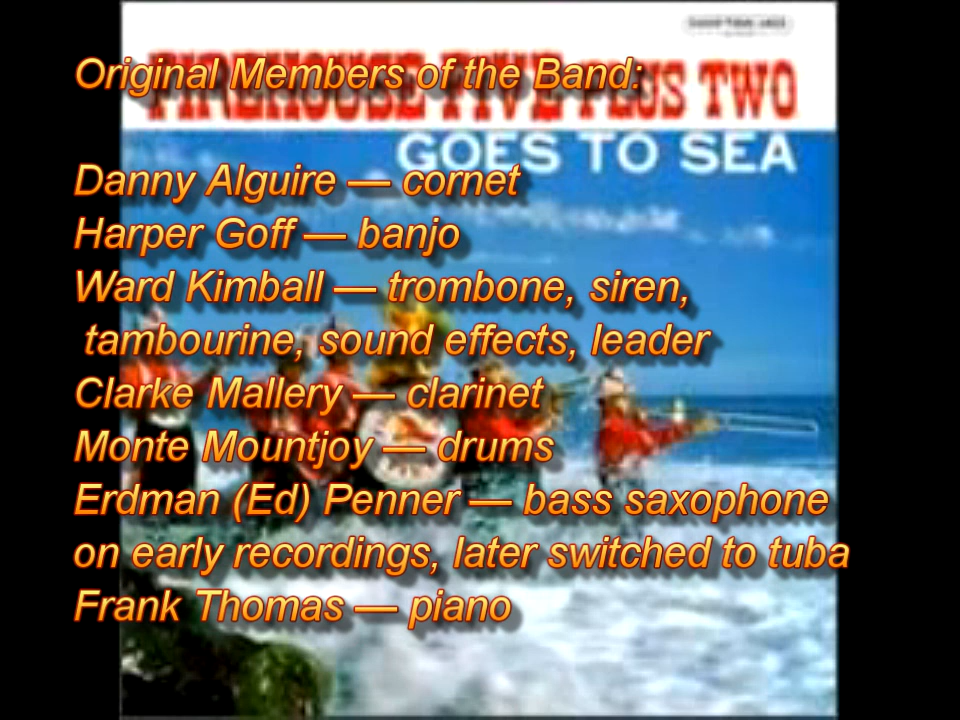 Original Members of the Band:
FIREHOUSE FIVE PLUS TWO
GOES TO SEA
Danny Alguire — cornet
Harper Goff — banjo
Ward Kimball — trombone, siren,
tambourine, sound effects, leader
Clarke Mallery — clarinet
Monte Mountjoy — drums
Erdman (Ed) Penner — bass saxophone
on early recordings, later switched to tuba
Frank Thomas — piano